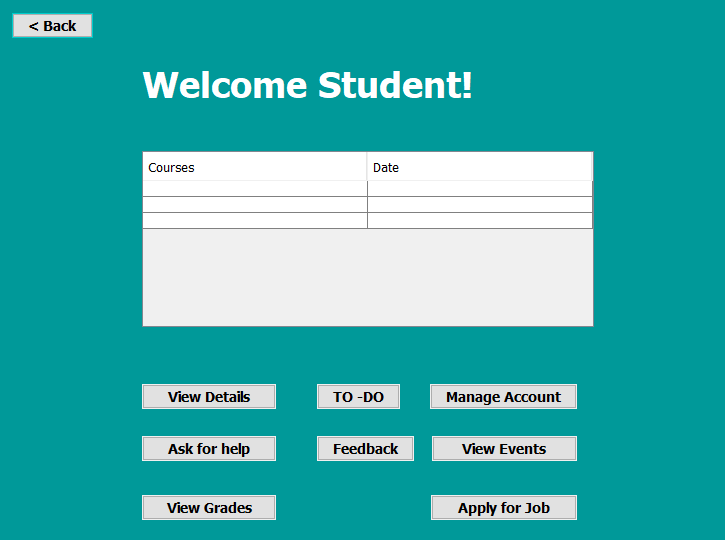 < Back
Welcome Student!
Courses Date
View Details TO -DO Manage Account
Ask for help Feedback View Events
View Grades Apply for Job